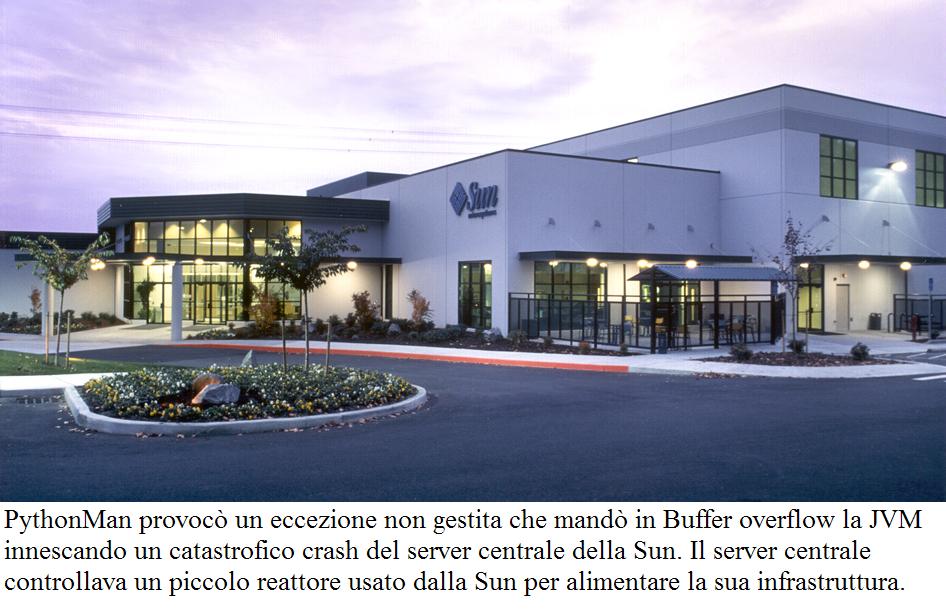 Sun
microsystems
PythonMan provocò un eccezione non gestita che mandò in Buffer overflow la JVM
innescando un catastrofico crash del server centrale della Sun. Il server centrale
controllava un piccolo reattore usato dalla Sun per alimentare la sua infrastruttura.